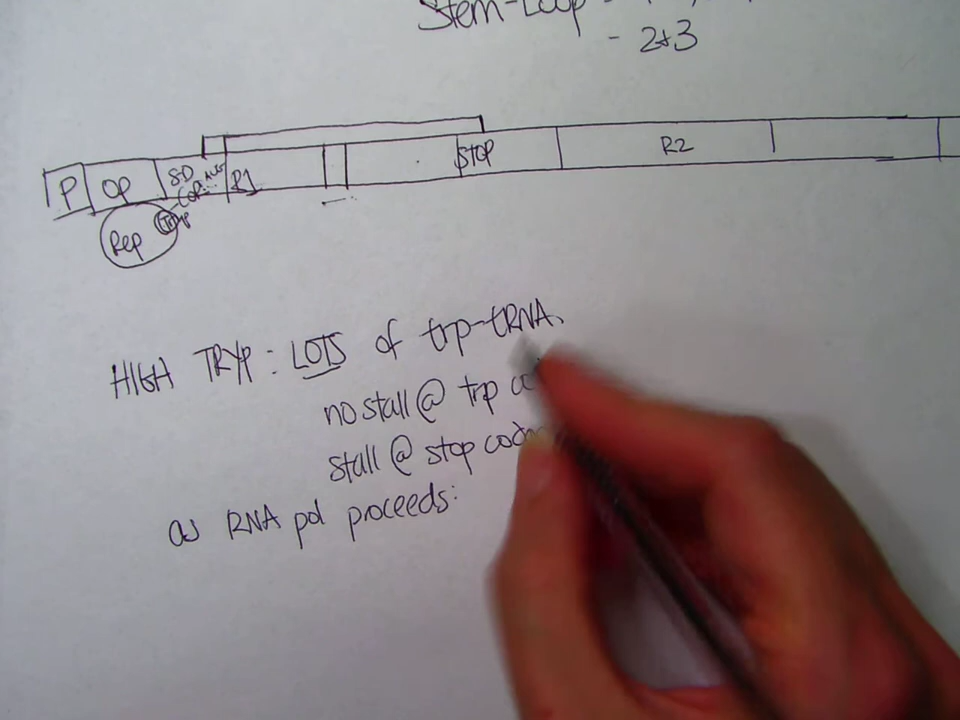 Stem-Loop
- 2+3
P OP S-D R1 STOP R2
Rep
HIGH TRYP: LOTS of trp-tRNA.
no stall @ trp
stall @ stop codon
as RNA pol proceeds: